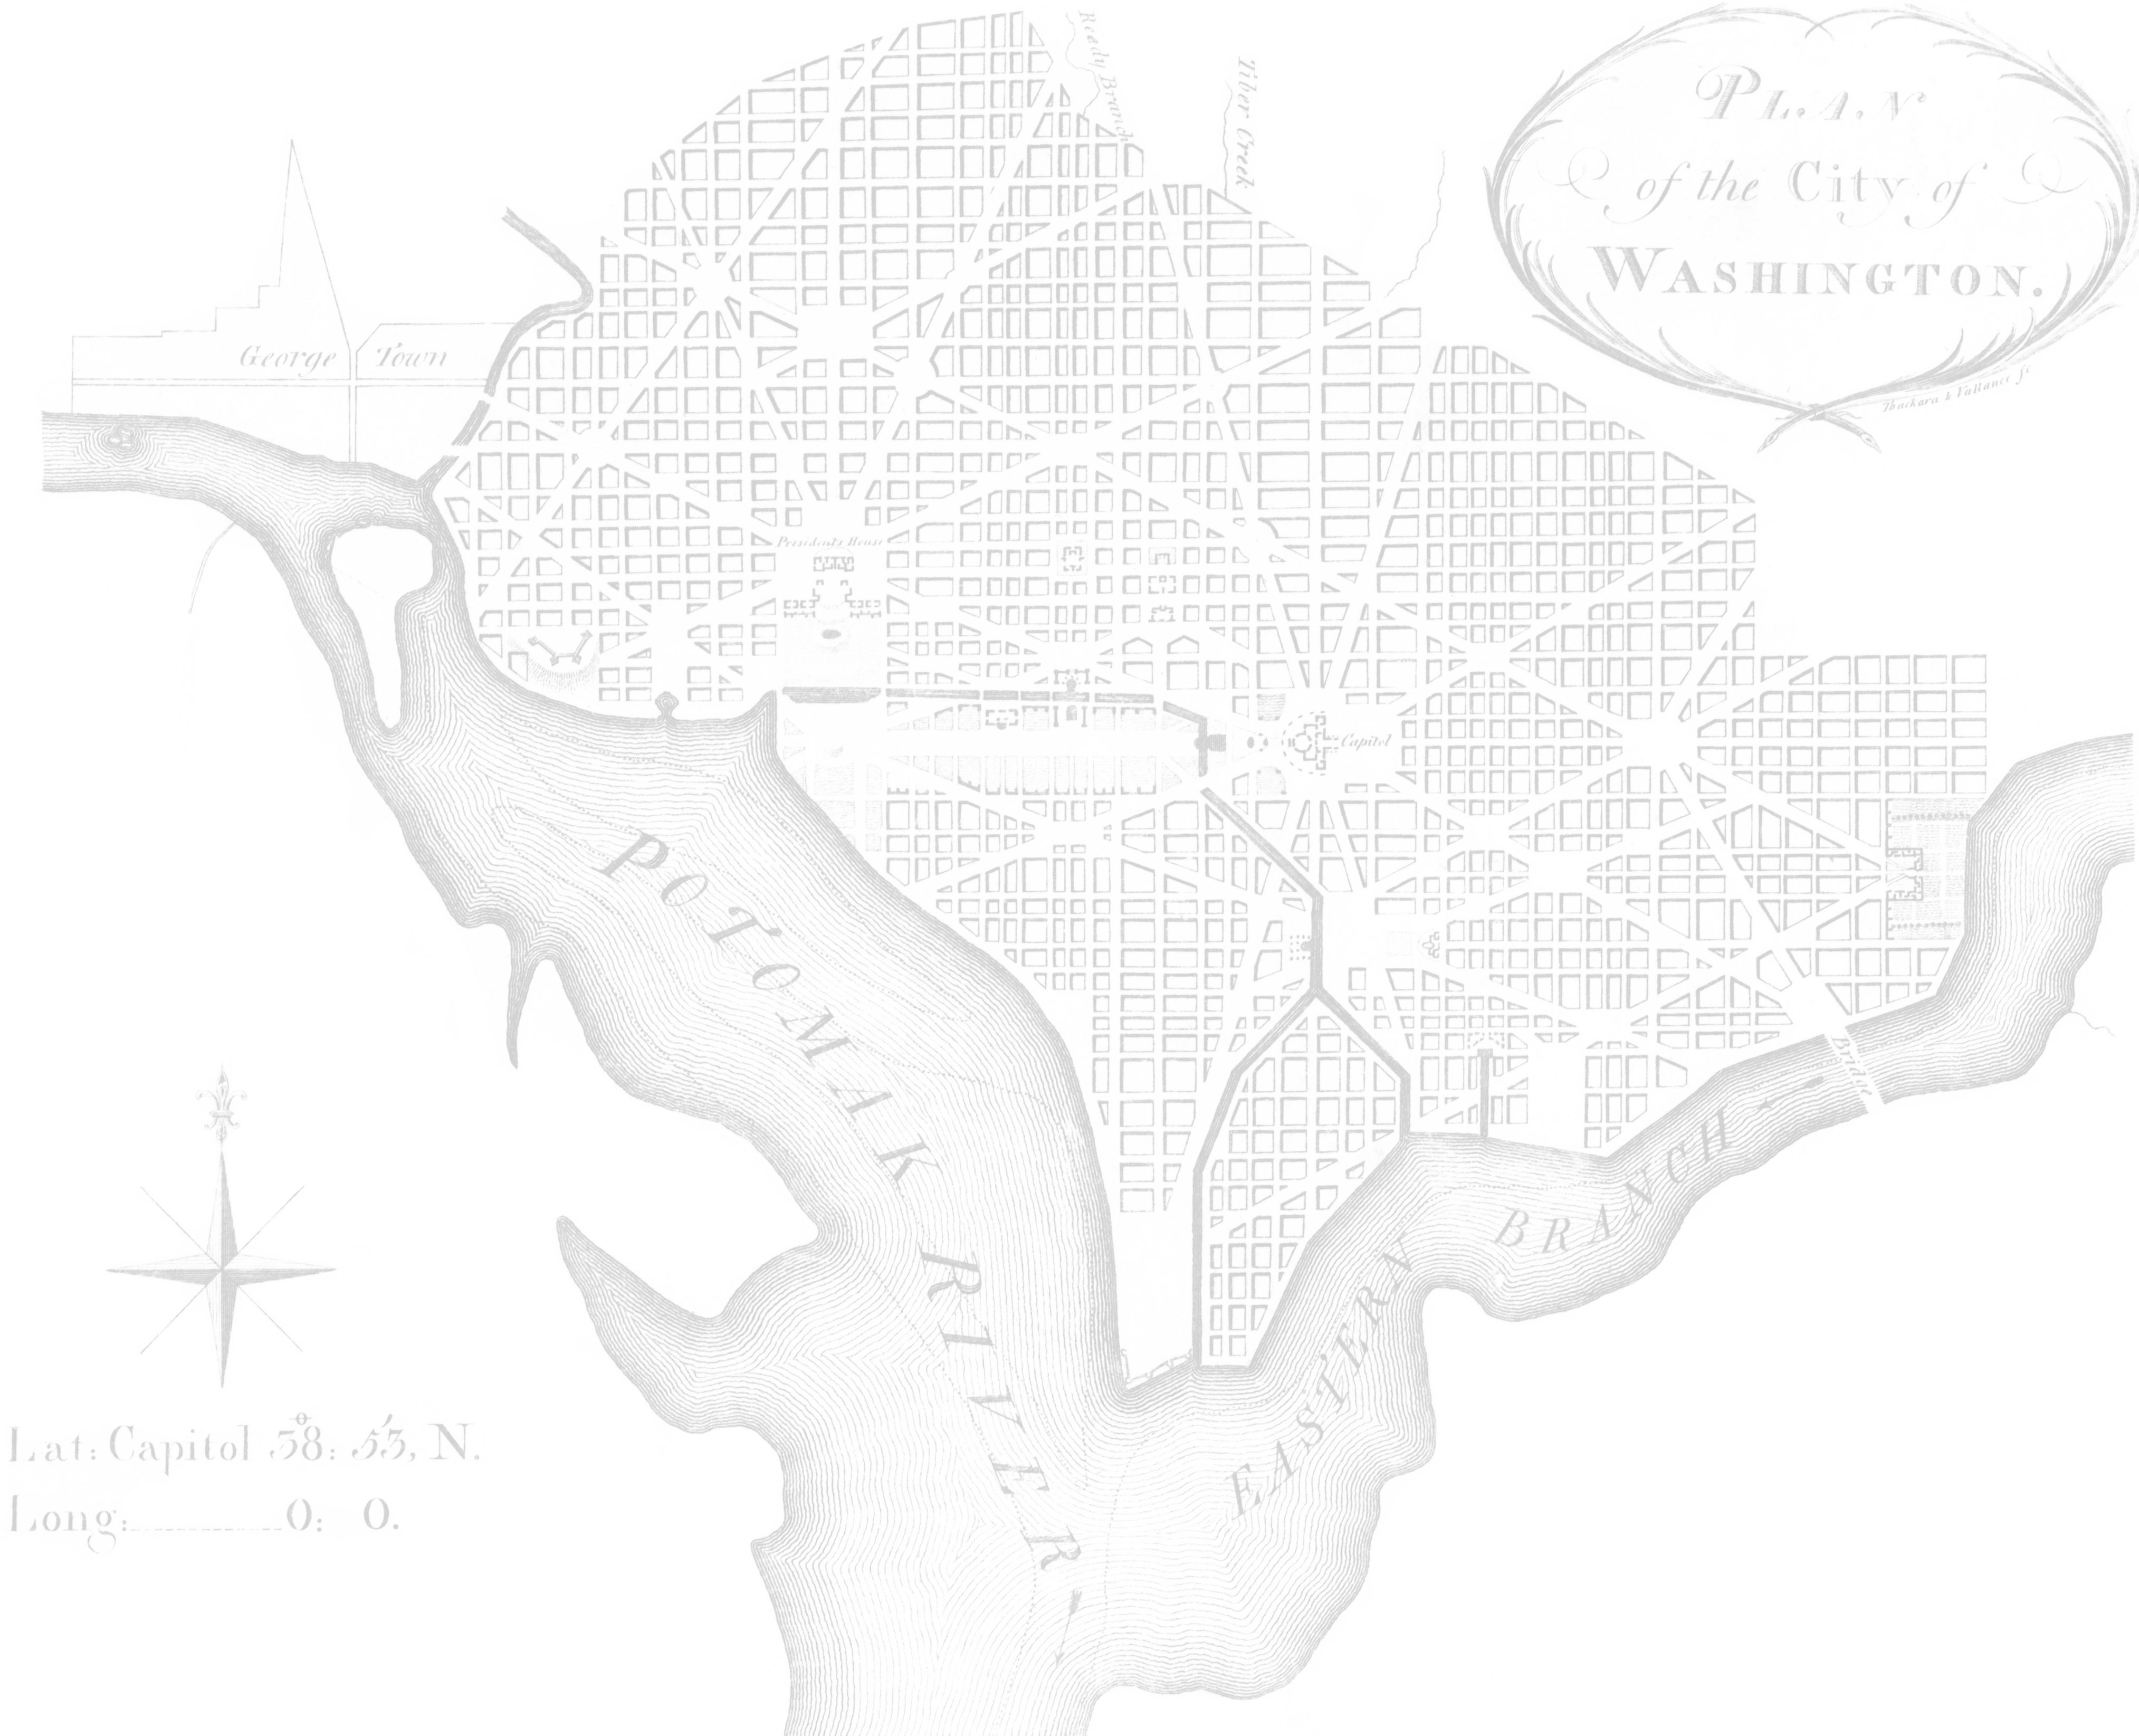 PLAN
of the City of
WASHINGTON.
Thackara & Vallance sc
Reedy Branch
Tiber Creek
George Town
Presidents House
Capitol
POTOMAK RIVER
EASTERN BRANCH
Bridge
Lat: Capitol 38°: 53′, N.
Long: 0: 0.